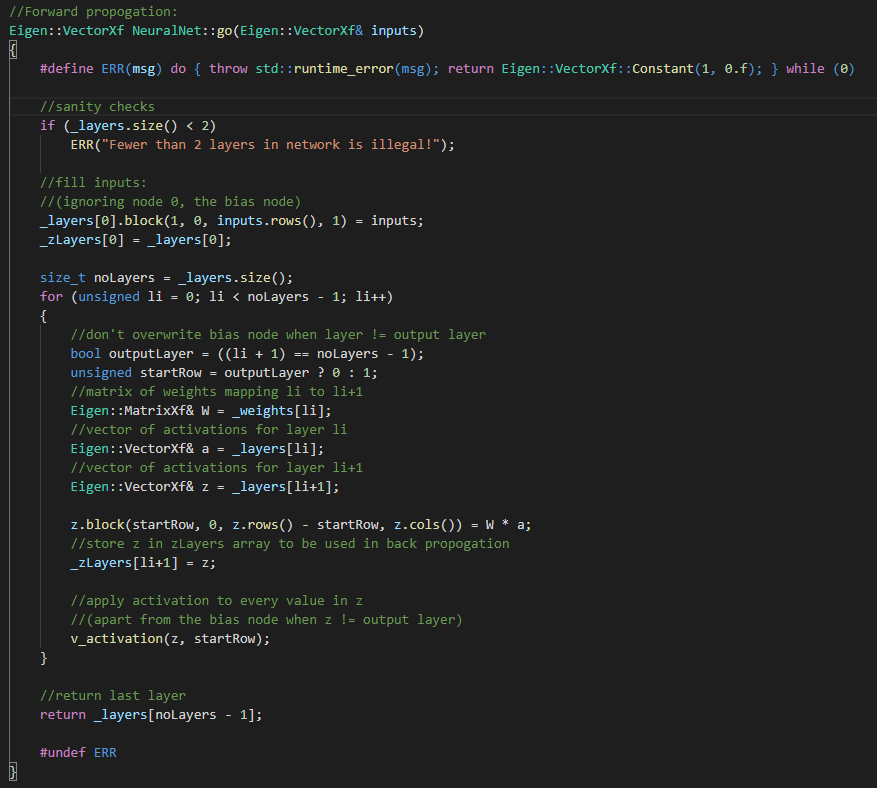 //Forward propogation:
Eigen::VectorXf NeuralNet::go(Eigen::VectorXf& inputs)
{
    #define ERR(msg) do { throw std::runtime_error(msg); return Eigen::VectorXf::Constant(1, 0.f); } while (0)
    //sanity checks
    if (_layers.size() < 2)
        ERR("Fewer than 2 layers in network is illegal!");
    //fill inputs:
    //(ignoring node 0, the bias node)
    _layers[0].block(1, 0, inputs.rows(), 1) = inputs;
    _zLayers[0] = _layers[0];
    size_t noLayers = _layers.size();
    for (unsigned li = 0; li < noLayers - 1; li++)
    {
        //don't overwrite bias node when layer != output layer
        bool outputLayer = ((li + 1) == noLayers - 1);
        unsigned startRow = outputLayer ? 0 : 1;
        //matrix of weights mapping li to li+1
        Eigen::MatrixXf& W = _weights[li];
        //vector of activations for layer li
        Eigen::VectorXf& a = _layers[li];
        //vector of activations for layer li+1
        Eigen::VectorXf& z = _layers[li+1];
        z.block(startRow, 0, z.rows() - startRow, z.cols()) = W * a;
        //store z in zLayers array to be used in back propogation
        _zLayers[li+1] = z;
        //apply activation to every value in z
        //(apart from the bias node when z != output layer)
        v_activation(z, startRow);
    }
    //return last layer
    return _layers[noLayers - 1];
    #undef ERR
}